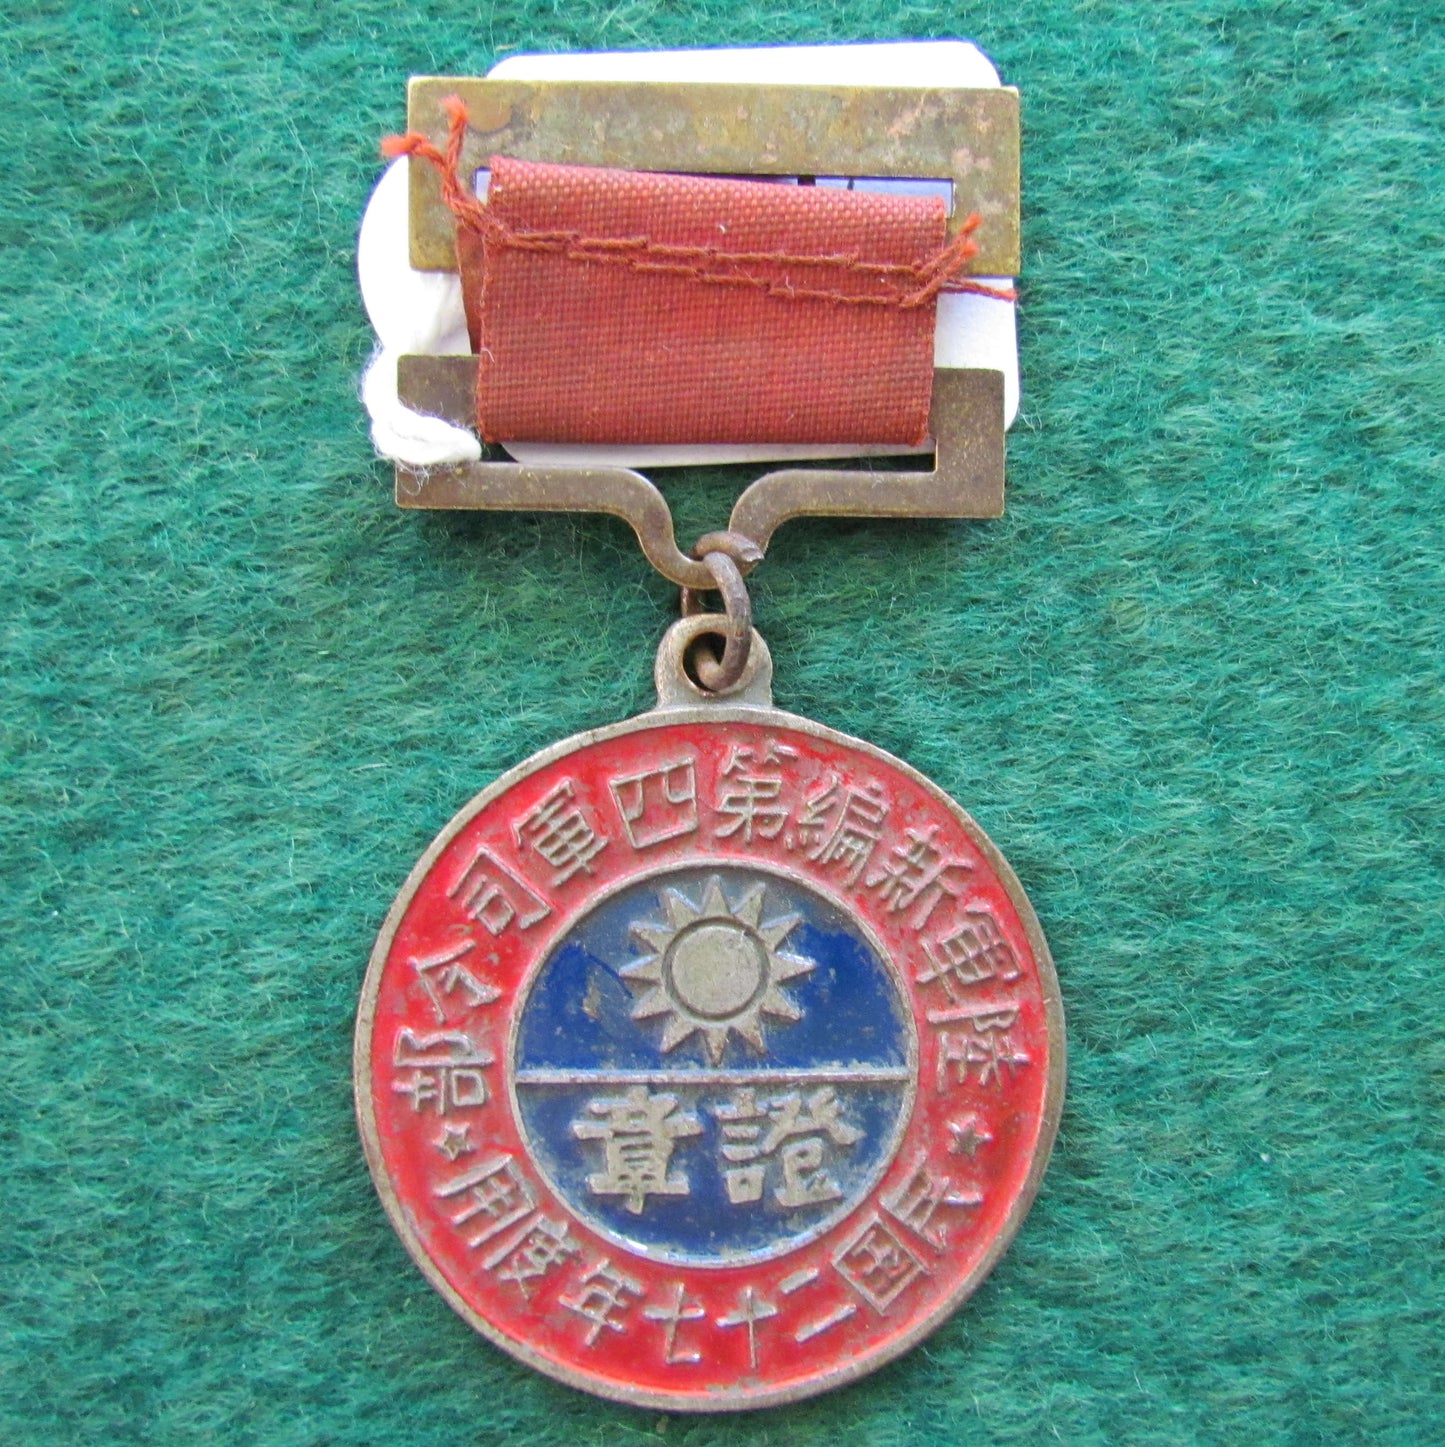 陸軍新編第四軍司令部
證章
民國二十七年度用